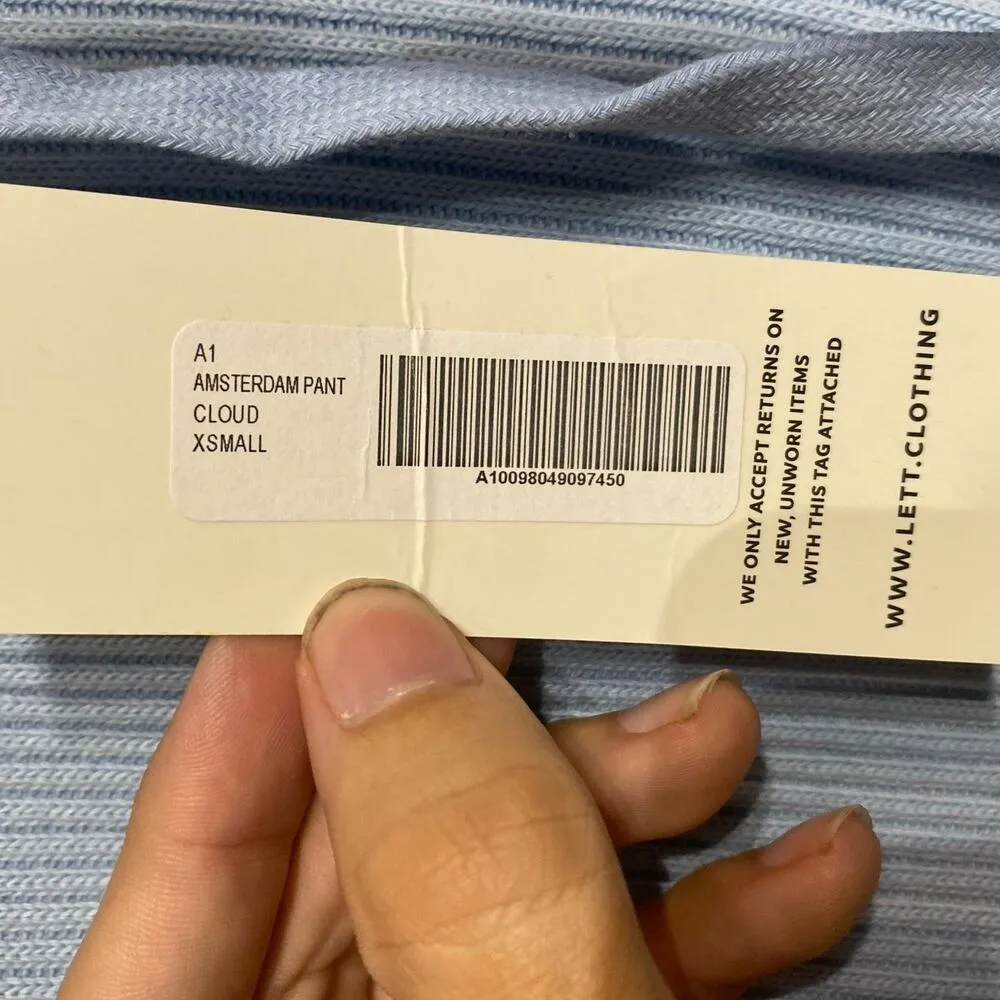 A1
AMSTERDAM PANT
CLOUD
XSMALL
A10098049097450
WE ONLY ACCEPT RETURNS ON
NEW, UNWORN ITEMS
WITH THIS TAG ATTACHED
WWW.LETT.CLOTHING